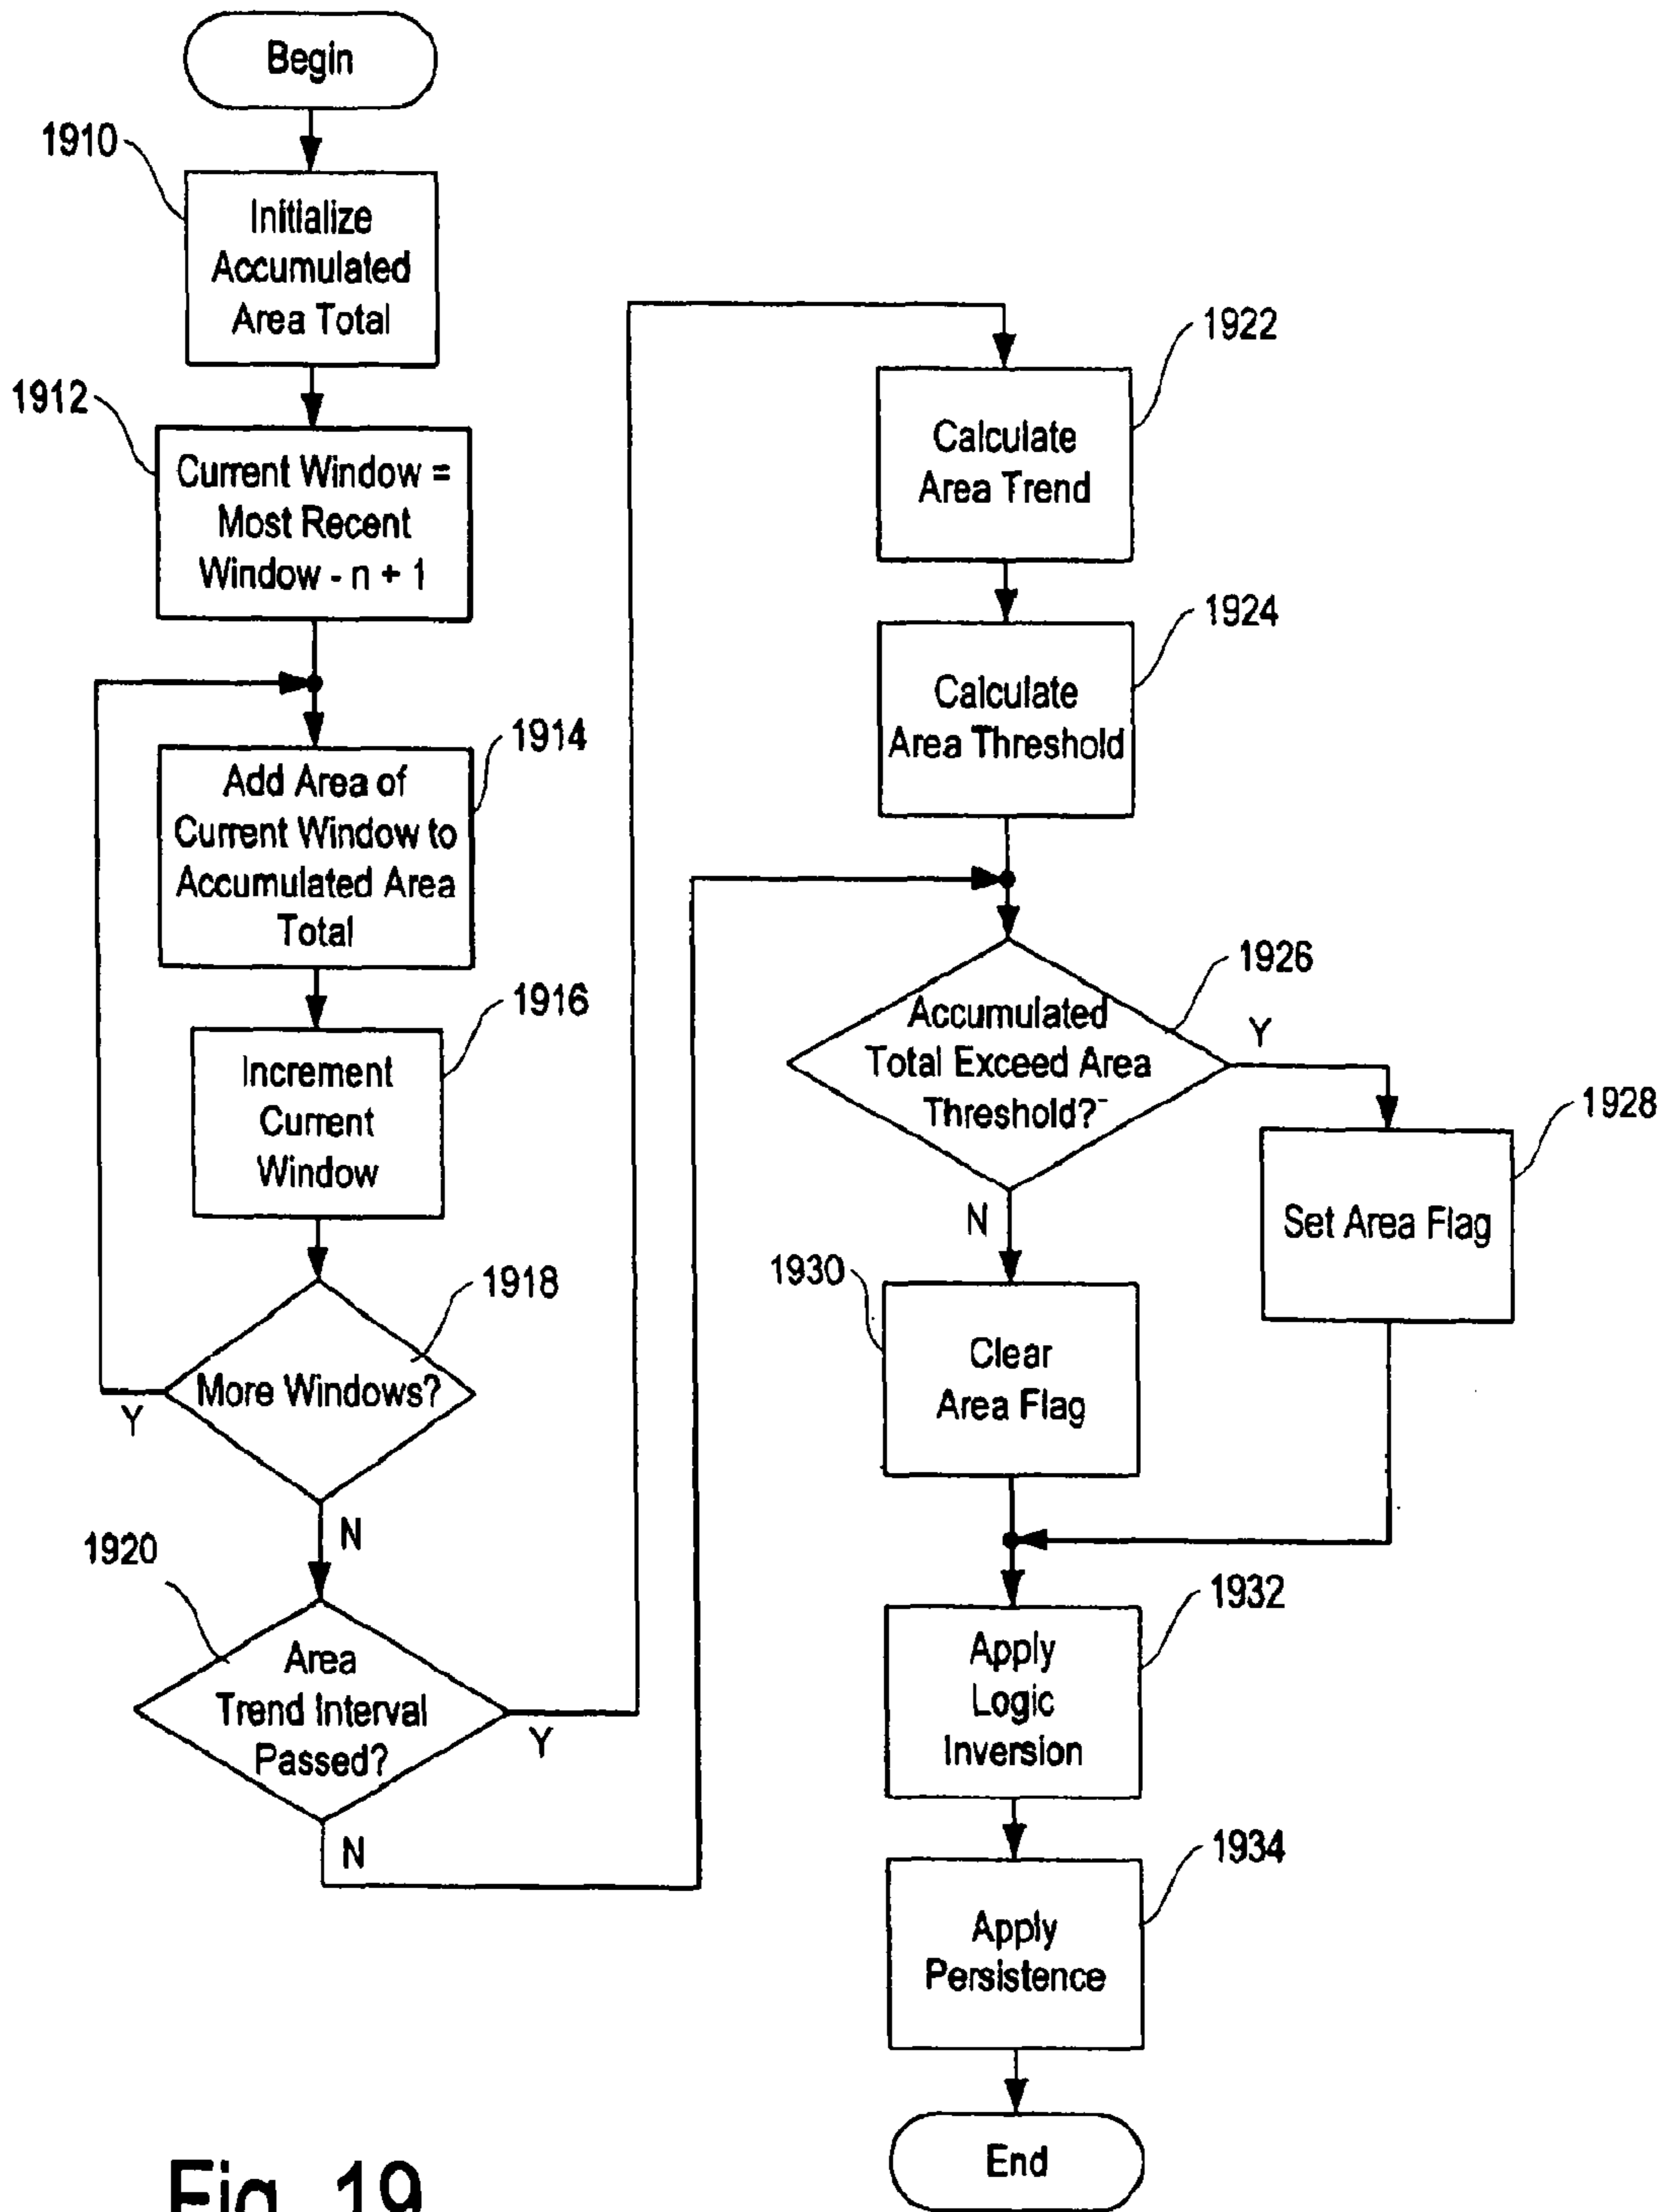 Begin
1910
Initialize
Accumulated
Area Total
1912
Current Window =
Most Recent
Window - n + 1
1914
Add Area of
Current Window to
Accumulated Area
Total
1916
Increment
Current
Window
1918
More Windows?
Y
N
1920
Area
Trend Interval
Passed?
Y
N
1922
Calculate
Area Trend
1924
Calculate
Area Threshold
1926
Accumulated
Total Exceed Area
Threshold?
Y
N
1928
Set Area Flag
1930
Clear
Area Flag
1932
Apply
Logic
Inversion
1934
Apply
Persistence
End
Fig. 19